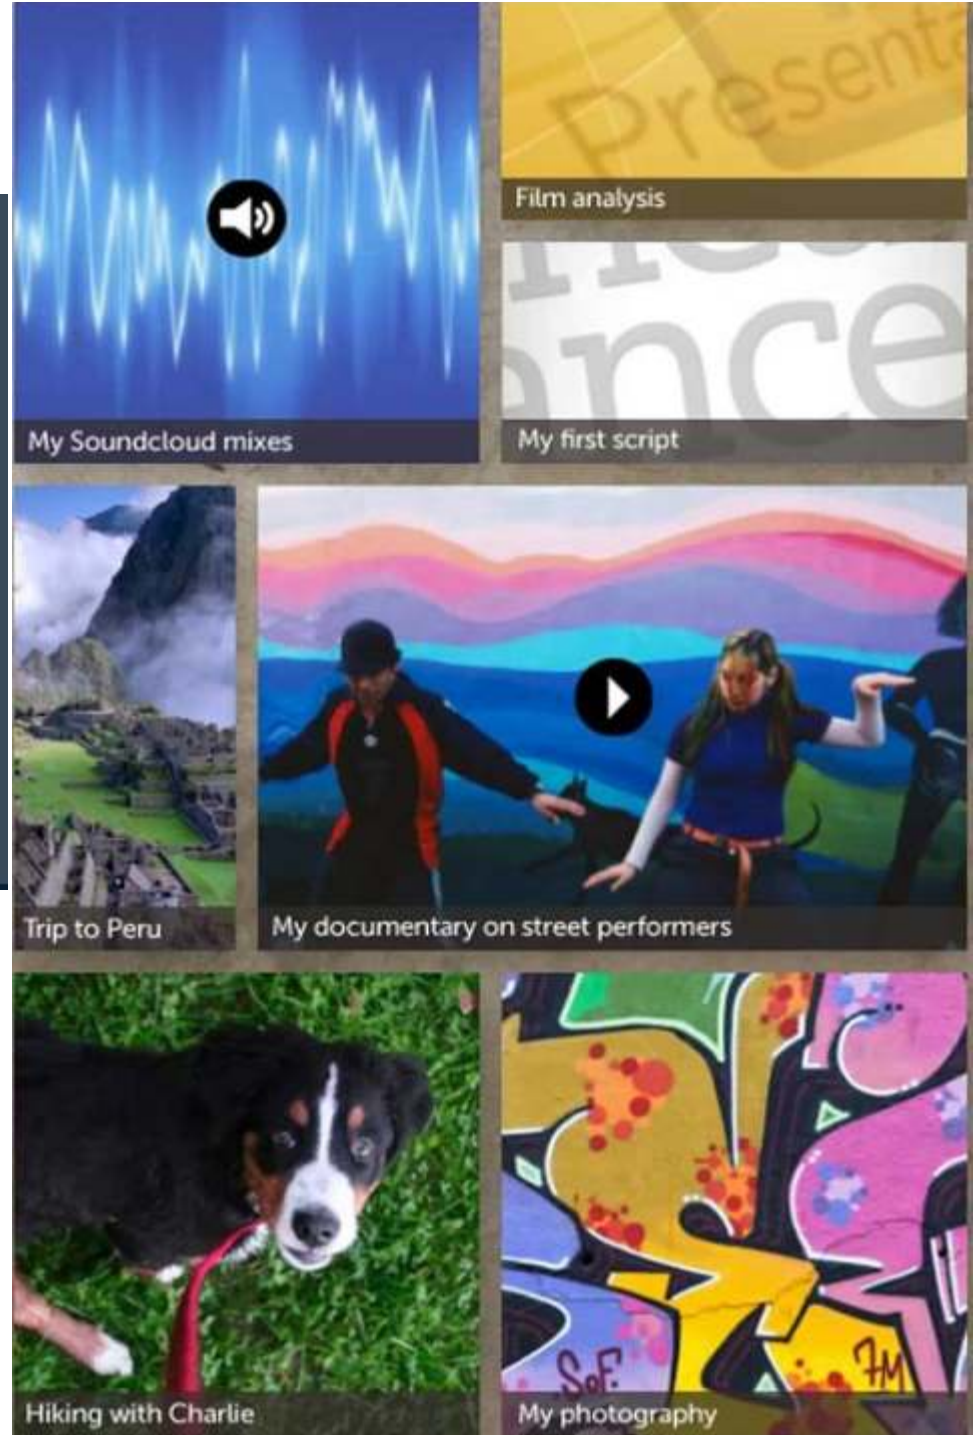 Presenta
Film analysis
ance
My Soundcloud mixes
My first script
Trip to Peru
My documentary on street performers
Hiking with Charlie
SoF.
My photography